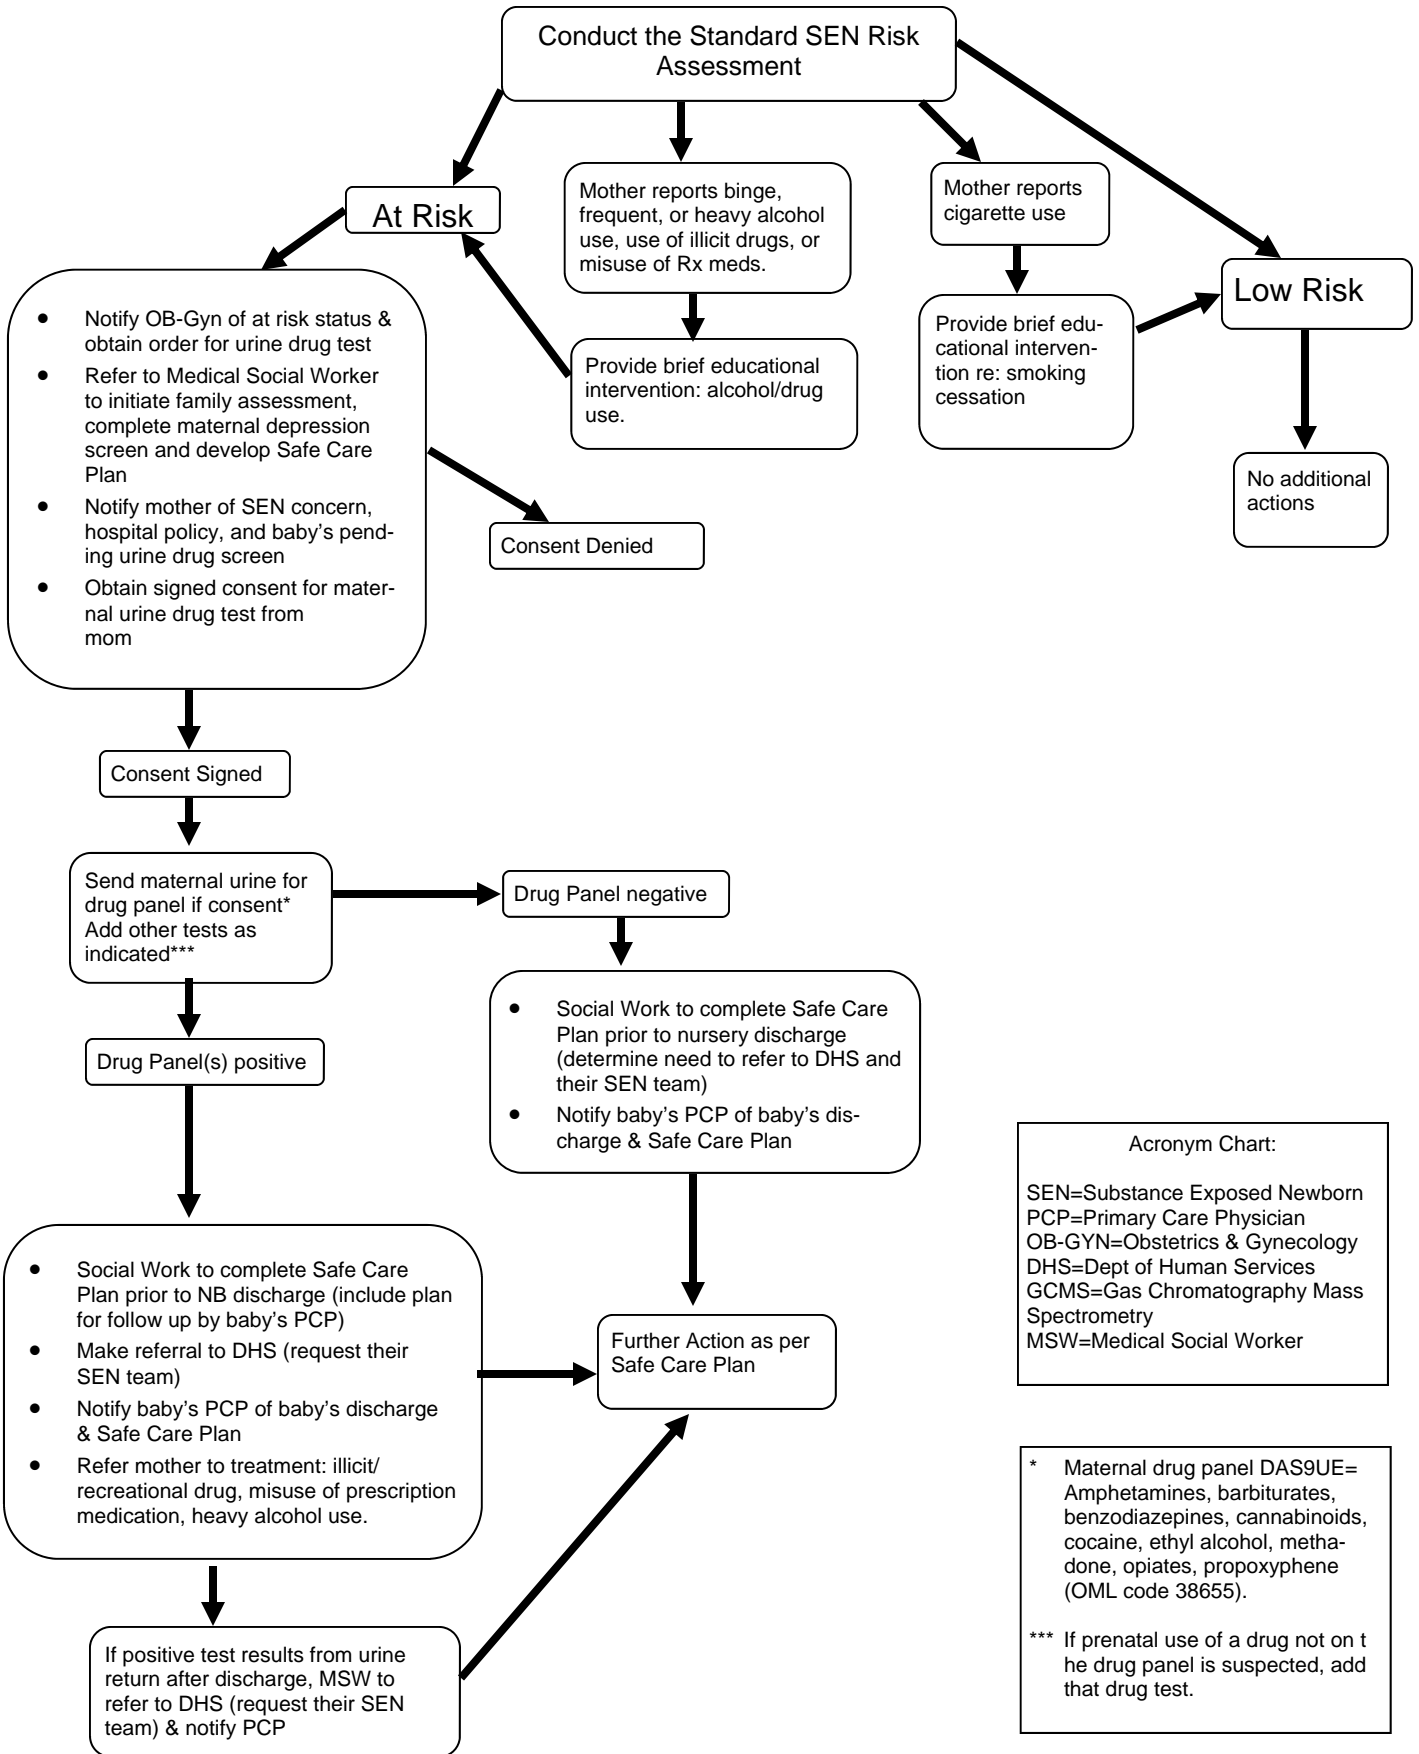 Conduct the Standard SEN Risk
Assessment
At Risk
Mother reports binge,
frequent, or heavy alcohol
use, use of illicit drugs, or
misuse of Rx meds.
Mother reports
cigarette use
Low Risk
Provide brief educational
intervention: alcohol/drug
use.
Provide brief edu-
cational interven-
tion re: smoking
cessation
No additional
actions
• Notify OB-Gyn of at risk status &
obtain order for urine drug test
• Refer to Medical Social Worker
to initiate family assessment,
complete maternal depression
screen and develop Safe Care
Plan
• Notify mother of SEN concern,
hospital policy, and baby’s pend-
ing urine drug screen
• Obtain signed consent for mater-
nal urine drug test from
mom
Consent Denied
Consent Signed
Send maternal urine for
drug panel if consent*
Add other tests as
indicated***
Drug Panel negative
Drug Panel(s) positive
• Social Work to complete Safe Care
Plan prior to nursery discharge
(determine need to refer to DHS and
their SEN team)
• Notify baby’s PCP of baby’s dis-
charge & Safe Care Plan
• Social Work to complete Safe Care
Plan prior to NB discharge (include plan
for follow up by baby’s PCP)
• Make referral to DHS (request their
SEN team)
• Notify baby’s PCP of baby’s discharge
& Safe Care Plan
• Refer mother to treatment: illicit/
recreational drug, misuse of prescription
medication, heavy alcohol use.
Further Action as per
Safe Care Plan
If positive test results from urine
return after discharge, MSW to
refer to DHS (request their SEN
team) & notify PCP
Acronym Chart:
SEN=Substance Exposed Newborn
PCP=Primary Care Physician
OB-GYN=Obstetrics & Gynecology
DHS=Dept of Human Services
GCMS=Gas Chromatography Mass
Spectrometry
MSW=Medical Social Worker
* Maternal drug panel DAS9UE=
Amphetamines, barbiturates,
benzodiazepines, cannabinoids,
cocaine, ethyl alcohol, metha-
done, opiates, propoxyphene
(OML code 38655).
*** If prenatal use of a drug not on t
he drug panel is suspected, add
that drug test.